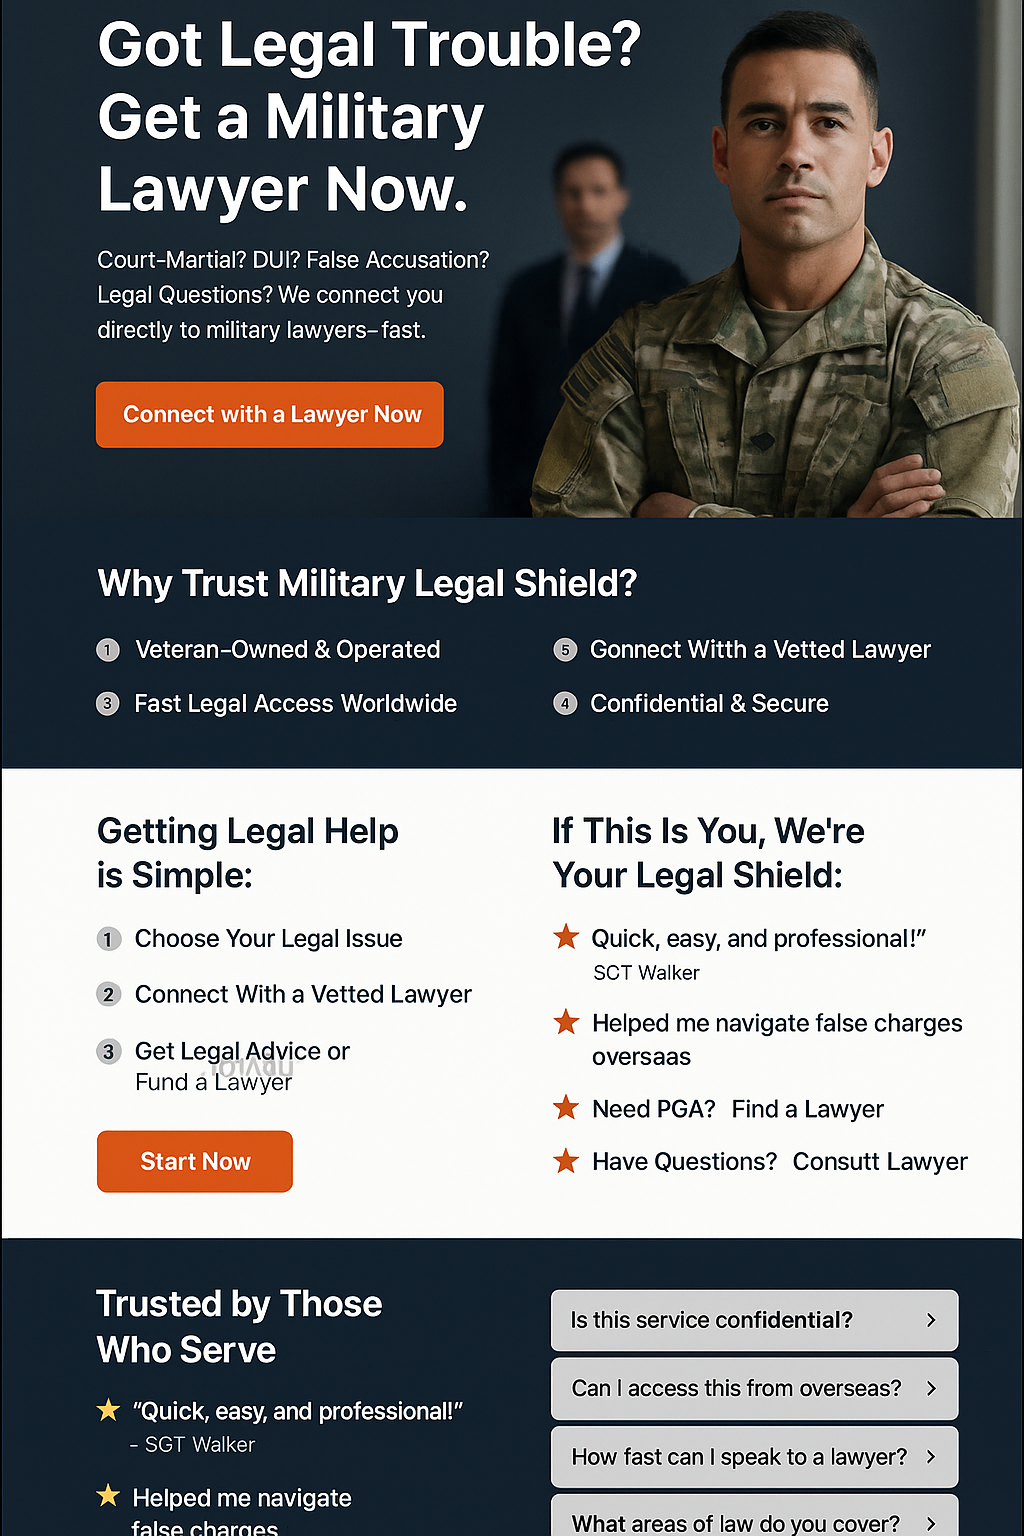 Got Legal Trouble?
Get a Military
Lawyer Now.
Court-Martial? DUI? False Accusation?
Legal Questions? We connect you
directly to military lawyers–fast.
Connect with a Lawyer Now
Why Trust Military Legal Shield?
1 Veteran-Owned & Operated
5 Gonnect Witth a Vetted Lawyer
3 Fast Legal Access Worldwide
4 Confidential & Secure
Getting Legal Help
is Simple:
1 Choose Your Legal Issue
2 Connect With a Vetted Lawyer
3 Get Legal Advice or
Fund a Lawyer
Start Now
If This Is You, We're
Your Legal Shield:
Quick, easy, and professional!”
SCT Walker
Helped me navigate false charges
oversaas
Need PGA? Find a Lawyer
Have Questions? Consutt Lawyer
Trusted by Those
Who Serve
“Quick, easy, and professional!”
- SGT Walker
Helped me navigate
false charges
Is this service confidential?
Can I access this from overseas?
How fast can I speak to a lawyer?
What areas of law do you cover?